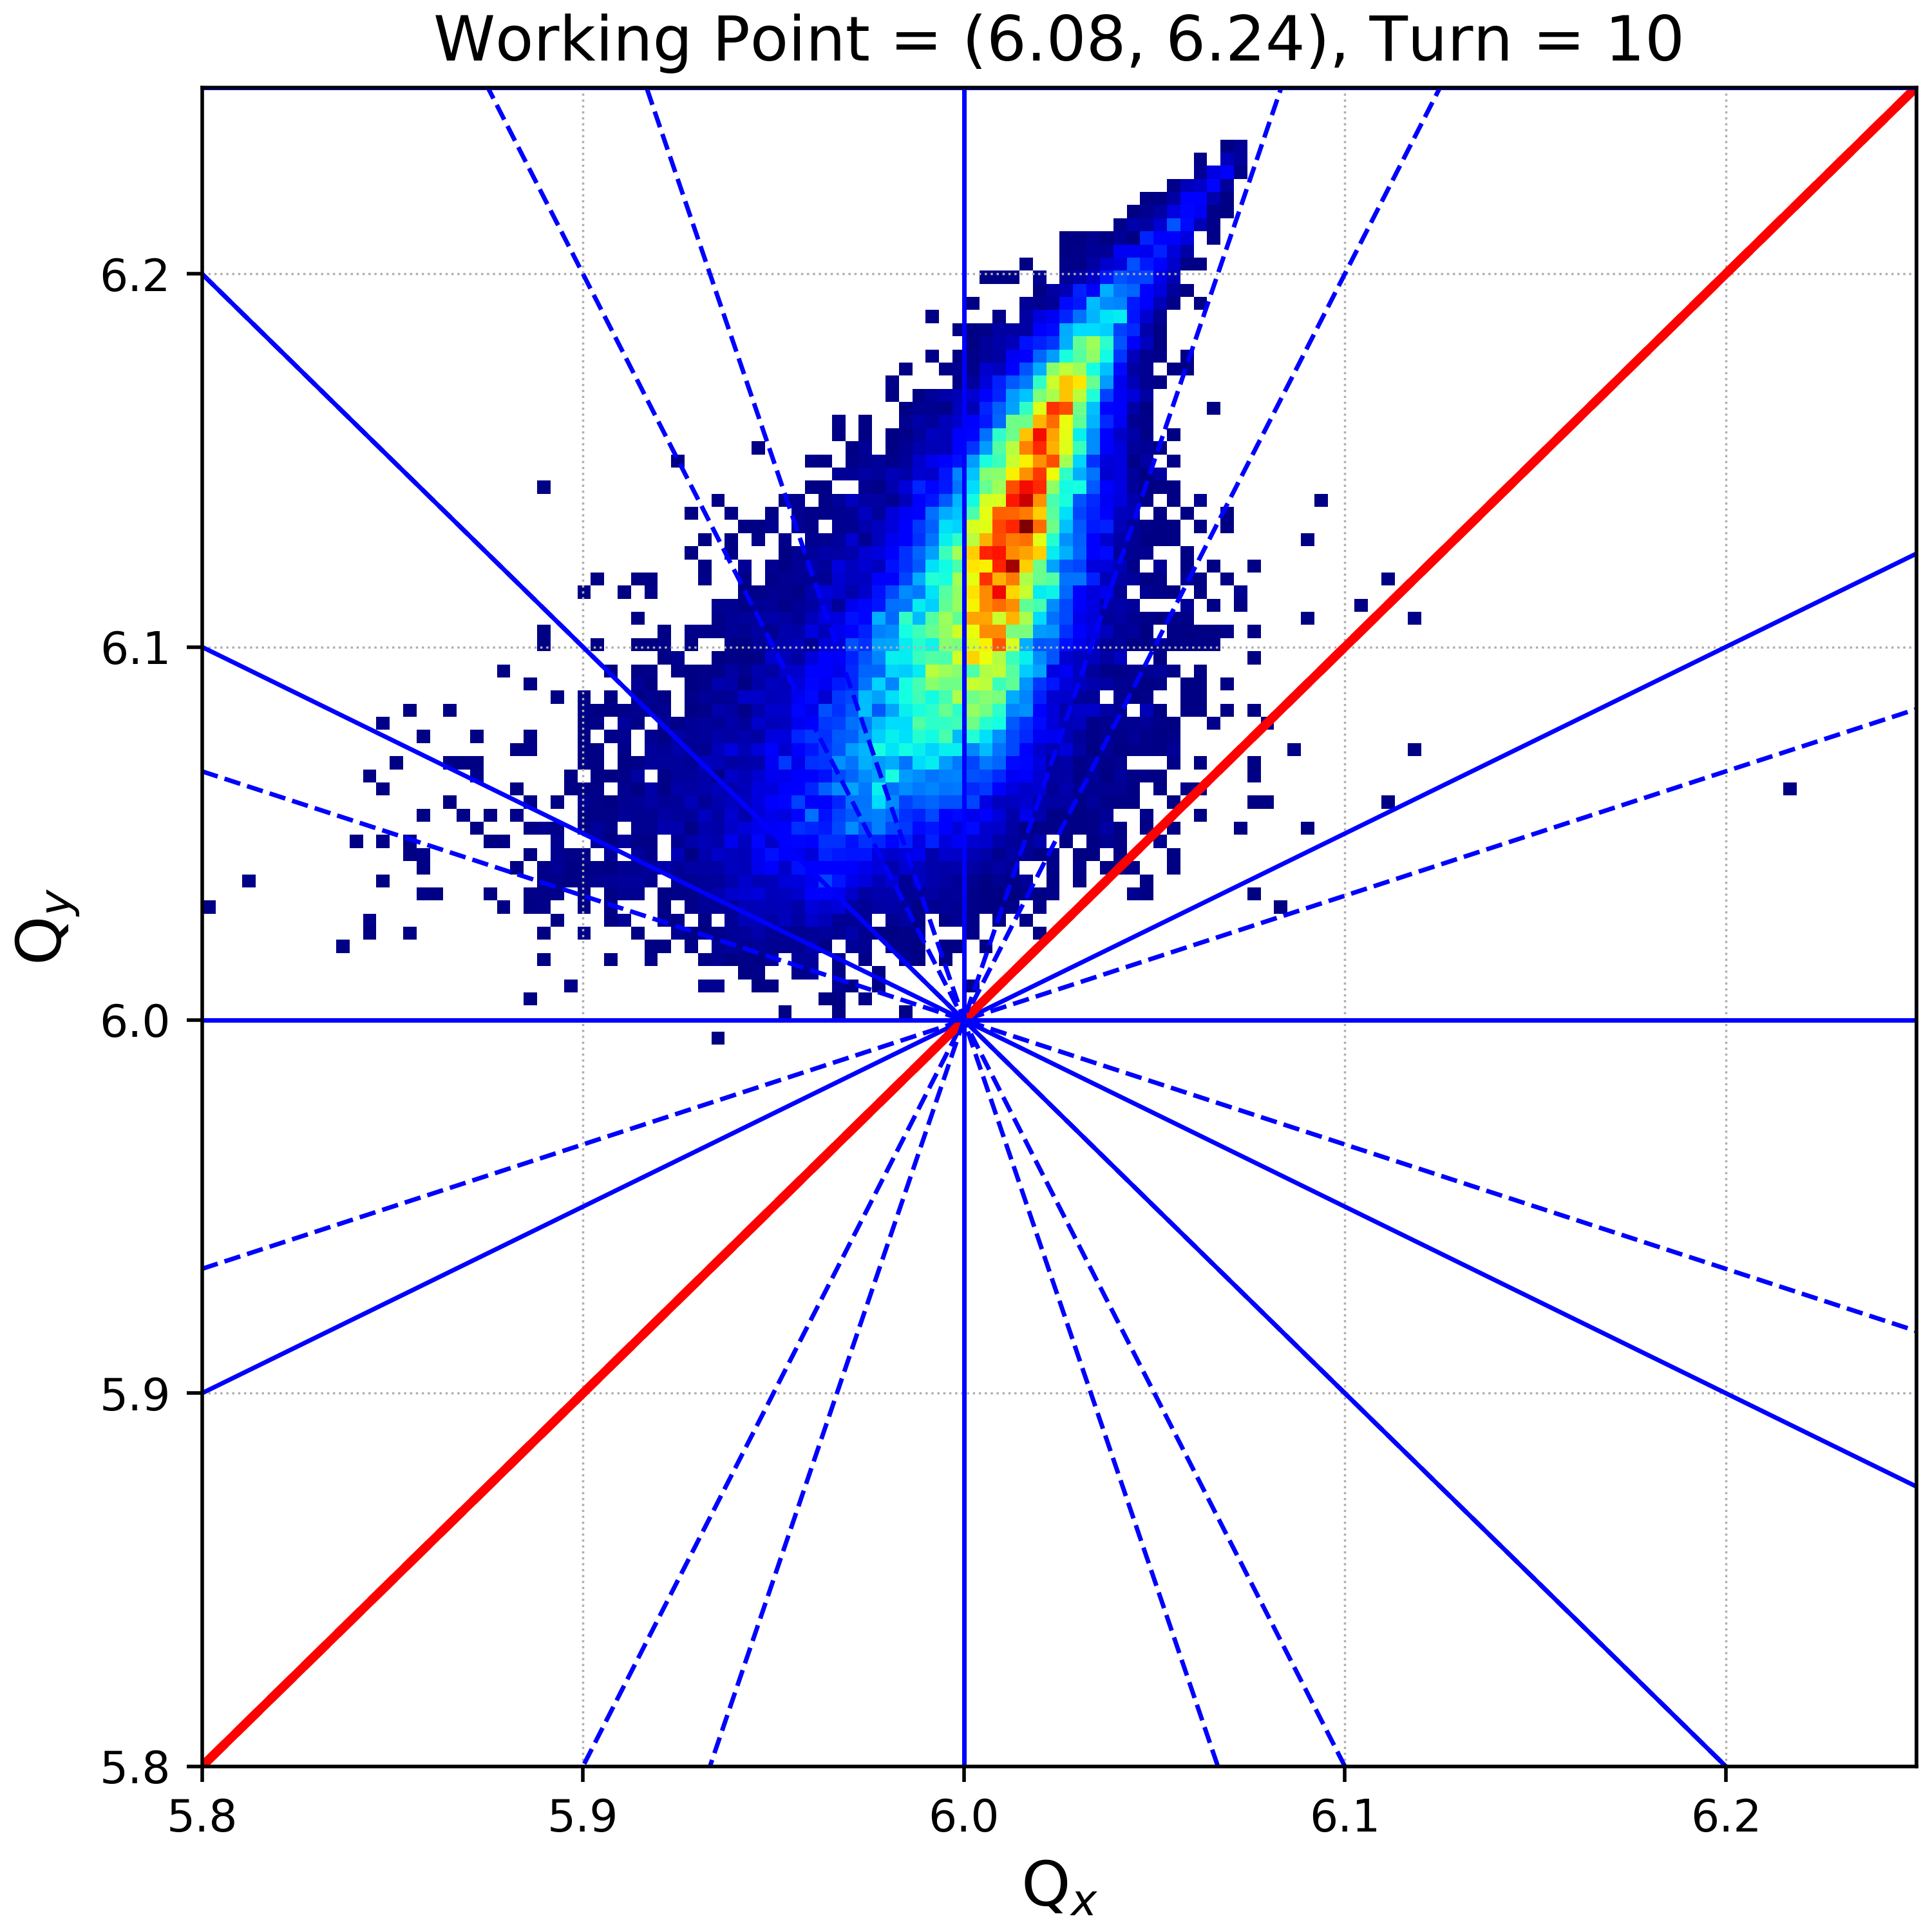 Working Point = (6.08, 6.24), Turn = 10
6.2
6.1
6.0
5.9
5.8
Qy
5.8 5.9 6.0 6.1 6.2
Qx